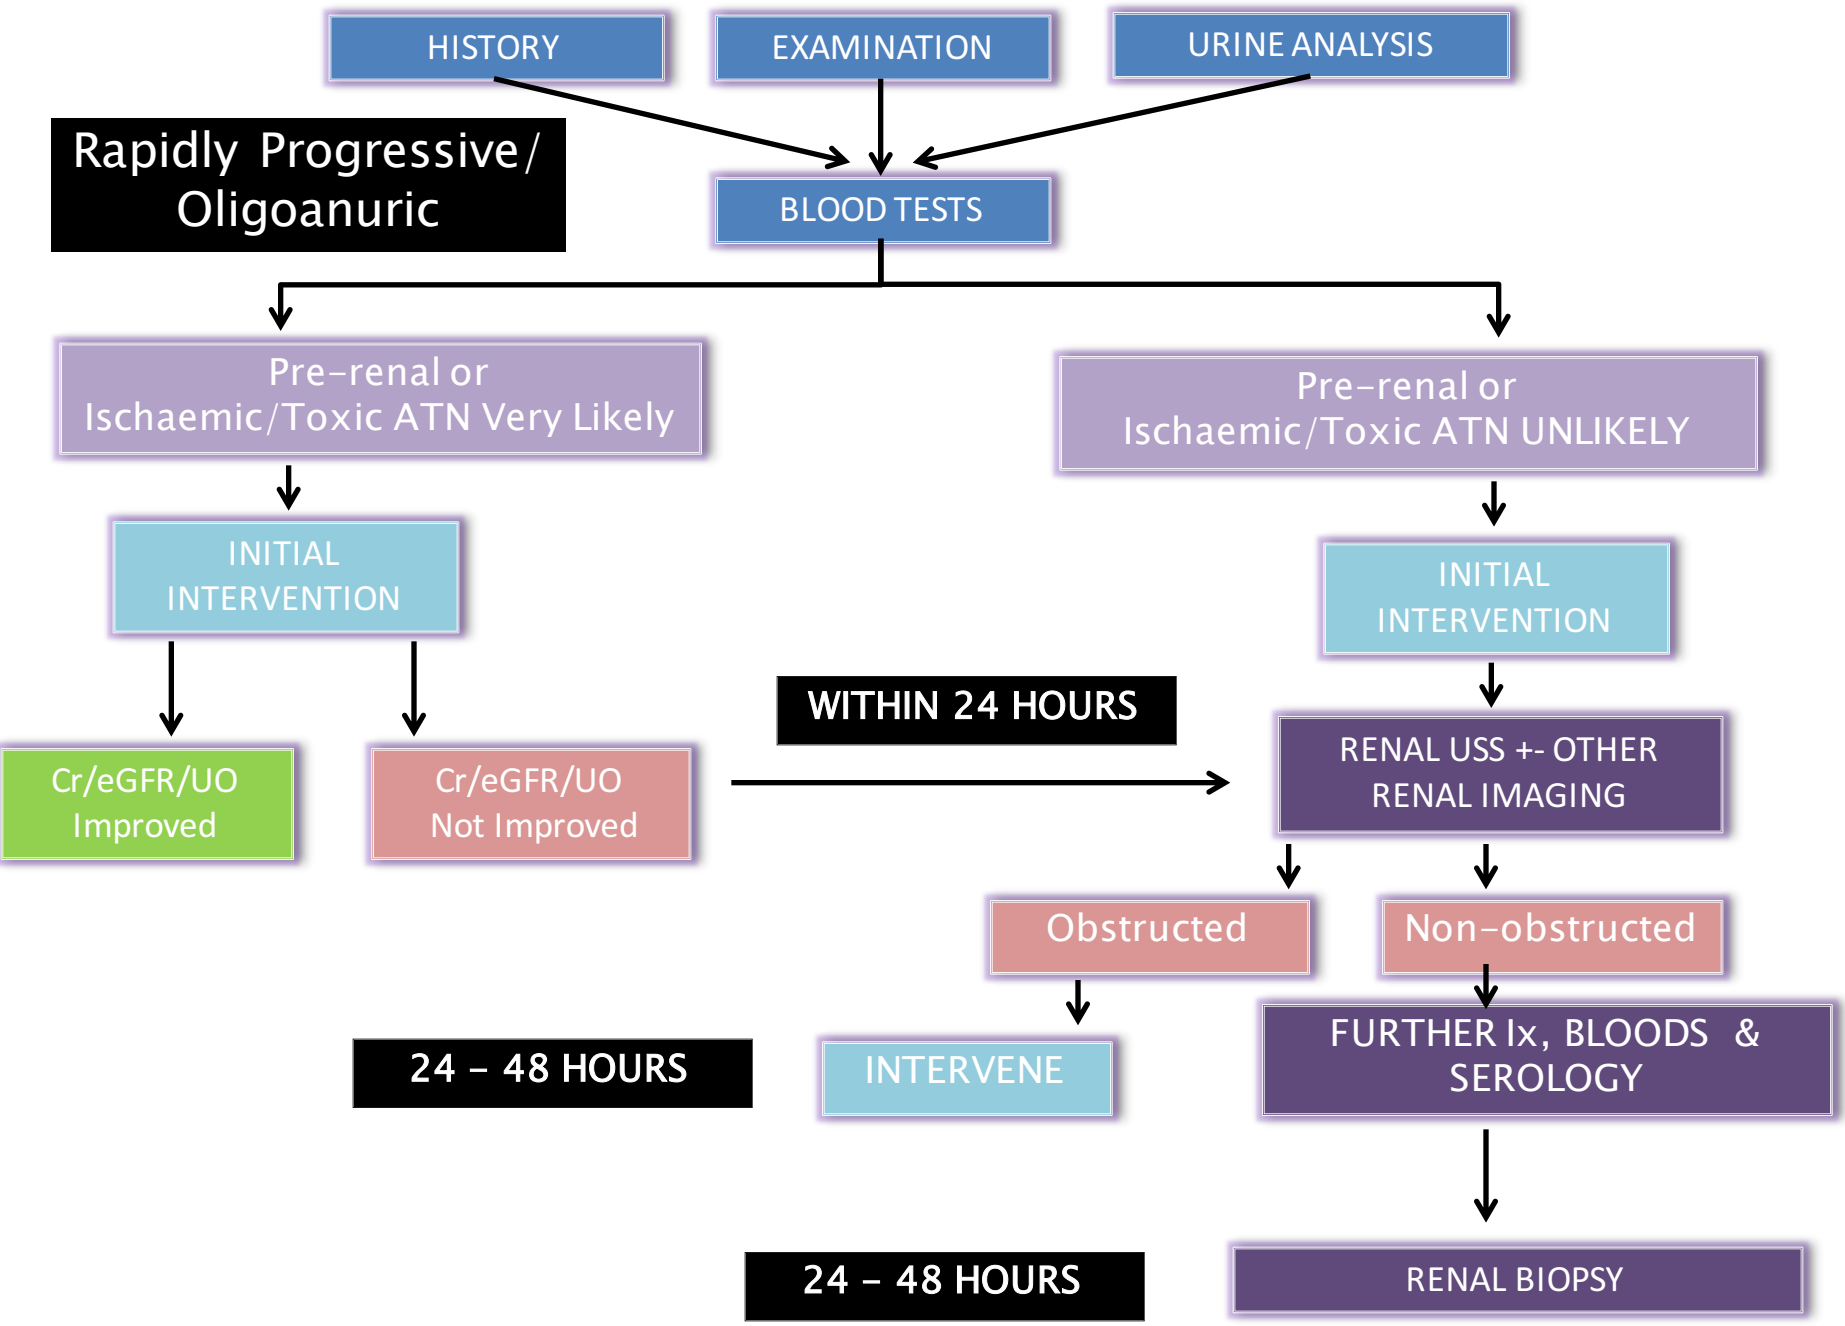 HISTORY
EXAMINATION
URINE ANALYSIS
Rapidly Progressive/
Oligoanuric
BLOOD TESTS
Pre-renal or
Ischaemic/Toxic ATN Very Likely
Pre-renal or
Ischaemic/Toxic ATN UNLIKELY
INITIAL
INTERVENTION
INITIAL
INTERVENTION
WITHIN 24 HOURS
Cr/eGFR/UO
Improved
Cr/eGFR/UO
Not Improved
RENAL USS +- OTHER
RENAL IMAGING
Obstructed
Non-obstructed
24 - 48 HOURS
INTERVENE
FURTHER Ix, BLOODS &
SEROLOGY
24 - 48 HOURS
RENAL BIOPSY